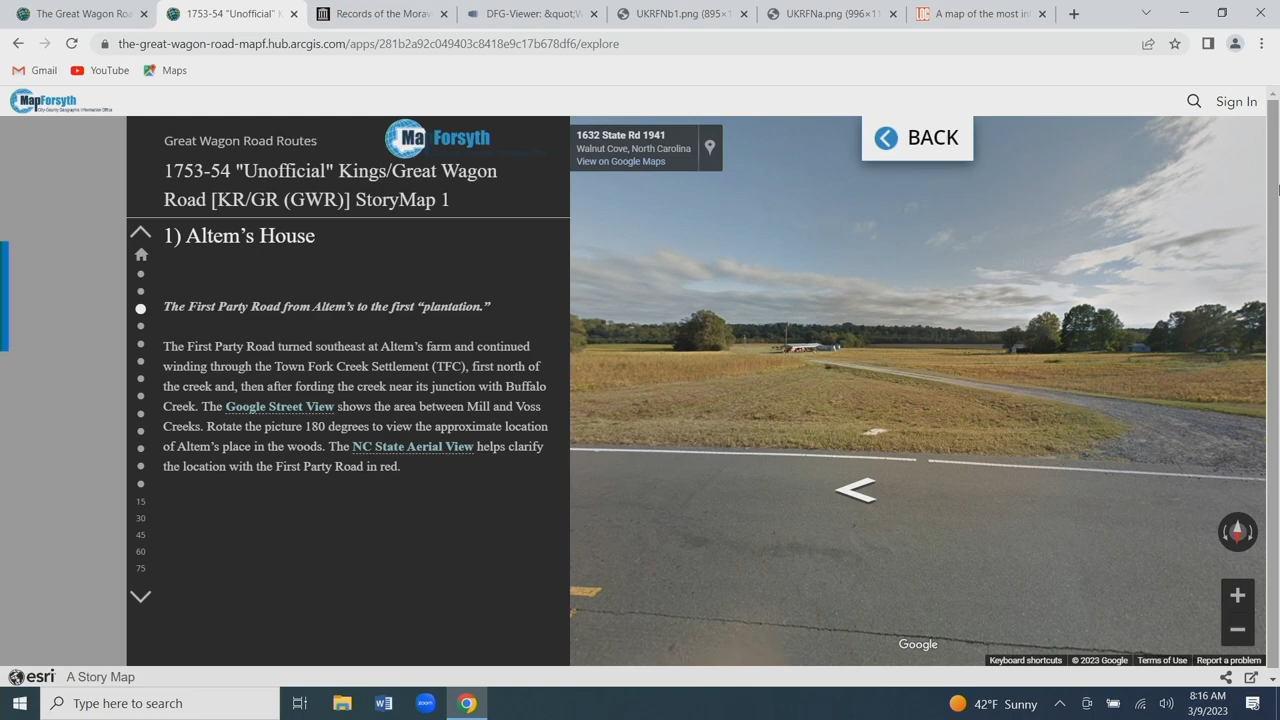 The Great Wagon Roa
1753-54 "Unofficial" K
Records of the Morav
DFG-Viewer: &quot;W
UKRFNb1.png (895×1
UKRFNa.png (996×11
A map of the most in
the-great-wagon-road-mapf.hub.arcgis.com/apps/281b2a92c049403c8418e9c17b678df6/explore
Gmail YouTube Maps
MapForsyth
City-County Geographic Information Office
Sign In
Great Wagon Road Routes
Ma Forsyth
1753-54 "Unofficial" Kings/Great Wagon
Road [KR/GR (GWR)] StoryMap 1
1) Altem's House
The First Party Road from Altem's to the first “plantation.”
The First Party Road turned southeast at Altem’s farm and continued
winding through the Town Fork Creek Settlement (TFC), first north of
the creek and, then after fording the creek near its junction with Buffalo
Creek. The Google Street View shows the area between Mill and Voss
Creeks. Rotate the picture 180 degrees to view the approximate location
of Altem’s place in the woods. The NC State Aerial View helps clarify
the location with the First Party Road in red.
15
30
45
60
75
1632 State Rd 1941
Walnut Cove, North Carolina
View on Google Maps
BACK
Google
Keyboard shortcuts © 2023 Google Terms of Use Report a problem
esri A Story Map
Type here to search
zoom
42°F Sunny
8:16 AM
3/9/2023